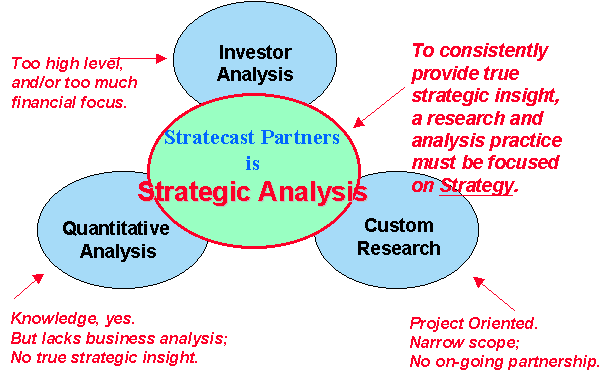 Too high level,
and/or too much
financial focus.
Investor
Analysis
To consistently
provide true
strategic insight,
a research and
analysis practice
must be focused
on Strategy.
Stratecast Partners
is
Strategic Analysis
Quantitative
Analysis
Custom
Research
Knowledge, yes.
But lacks business analysis;
No true strategic insight.
Project Oriented.
Narrow scope;
No on-going partnership.